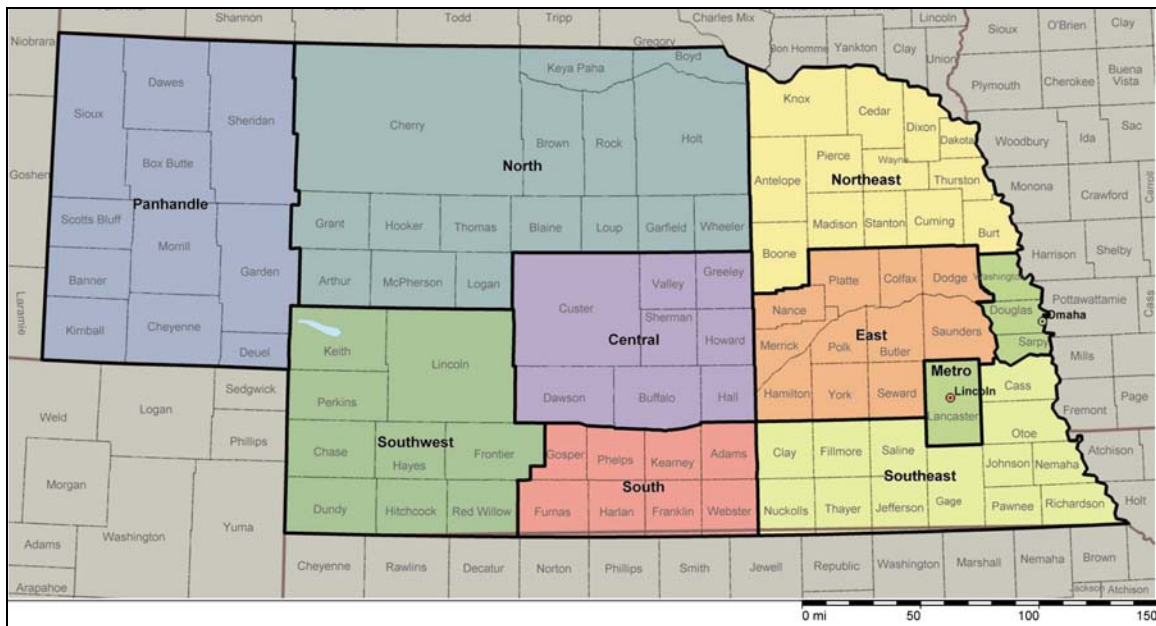 Shannon
Todd
Tripp
Charles Mix
Lincoln
Niobrara
Gregory
Bon Homme
Yankton
Clay
Union
Sioux
O'Brien
Clay
Boyd
Keya Paha
Dawes
Sioux
Sheridan
Cherry
Brown
Rock
Holt
Knox
Cedar
Dixon
Dakota
Plymouth
Cherokee
Buena
Vista
Woodbury
Ida
Sac
Goshen
Box Butte
North
Pierce
Wayne
Antelope
Northeast
Thurston
Monona
Crawford
Carroll
Scotts Bluff
Panhandle
Morrill
Grant
Hooker
Thomas
Blaine
Loup
Garfield
Wheeler
Madison
Stanton
Cuming
Burt
Boone
Harrison
Shelby
Banner
Garden
Arthur
McPherson
Logan
Custer
Valley
Greeley
Platte
Colfax
Dodge
Washington
Pottawattamie
Cass
Laramie
Kimball
Cheyenne
Deuel
Keith
Lincoln
Sherman
Central
Howard
Nance
Merrick
East
Polk
Butler
Saunders
Douglas
Omaha
Sarpy
Mills
Sedgwick
Perkins
Dawson
Buffalo
Hall
Hamilton
York
Seward
Metro
Lincoln
Lancaster
Cass
Fremont
Page
Weld
Logan
Phillips
Chase
Southwest
Hayes
Frontier
Gosper
Phelps
Kearney
Adams
Clay
Fillmore
Saline
Southeast
Otoe
Johnson
Nemaha
Atchison
Morgan
Yuma
Dundy
Hitchcock
Red Willow
Furnas
South
Harlan
Franklin
Webster
Nuckolls
Thayer
Jefferson
Gage
Pawnee
Richardson
Holt
Washington
Adams
Arapahoe
Cheyenne
Rawlins
Decatur
Norton
Phillips
Smith
Jewell
Republic
Washington
Marshall
Nemaha
Brown
Jackson
Atchison
0 mi
50
100
150